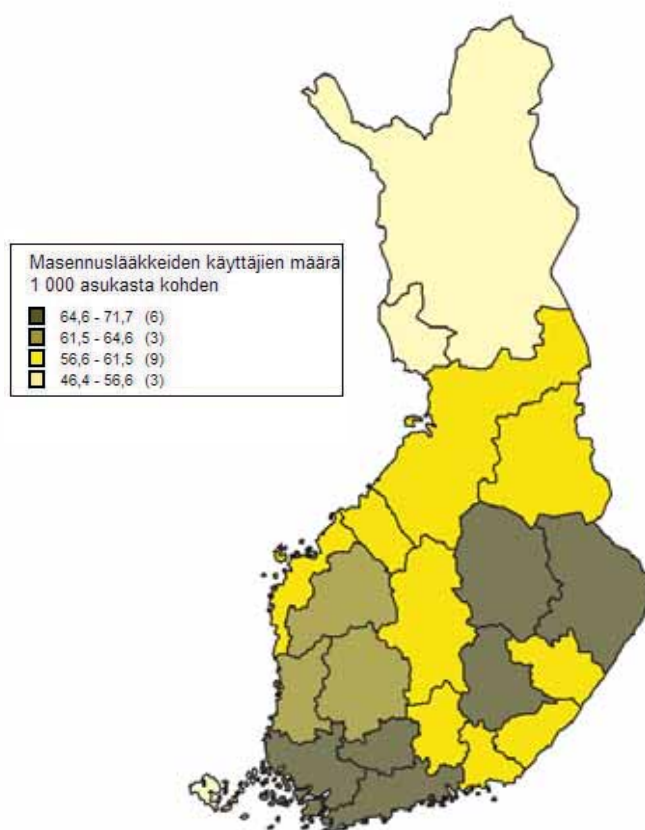 Masennuslääkkeiden käyttäjien määrä
1 000 asukasta kohden
64,6 - 71,7 (6)
61,5 - 64,6 (3)
56,6 - 61,5 (9)
46,4 - 56,6 (3)